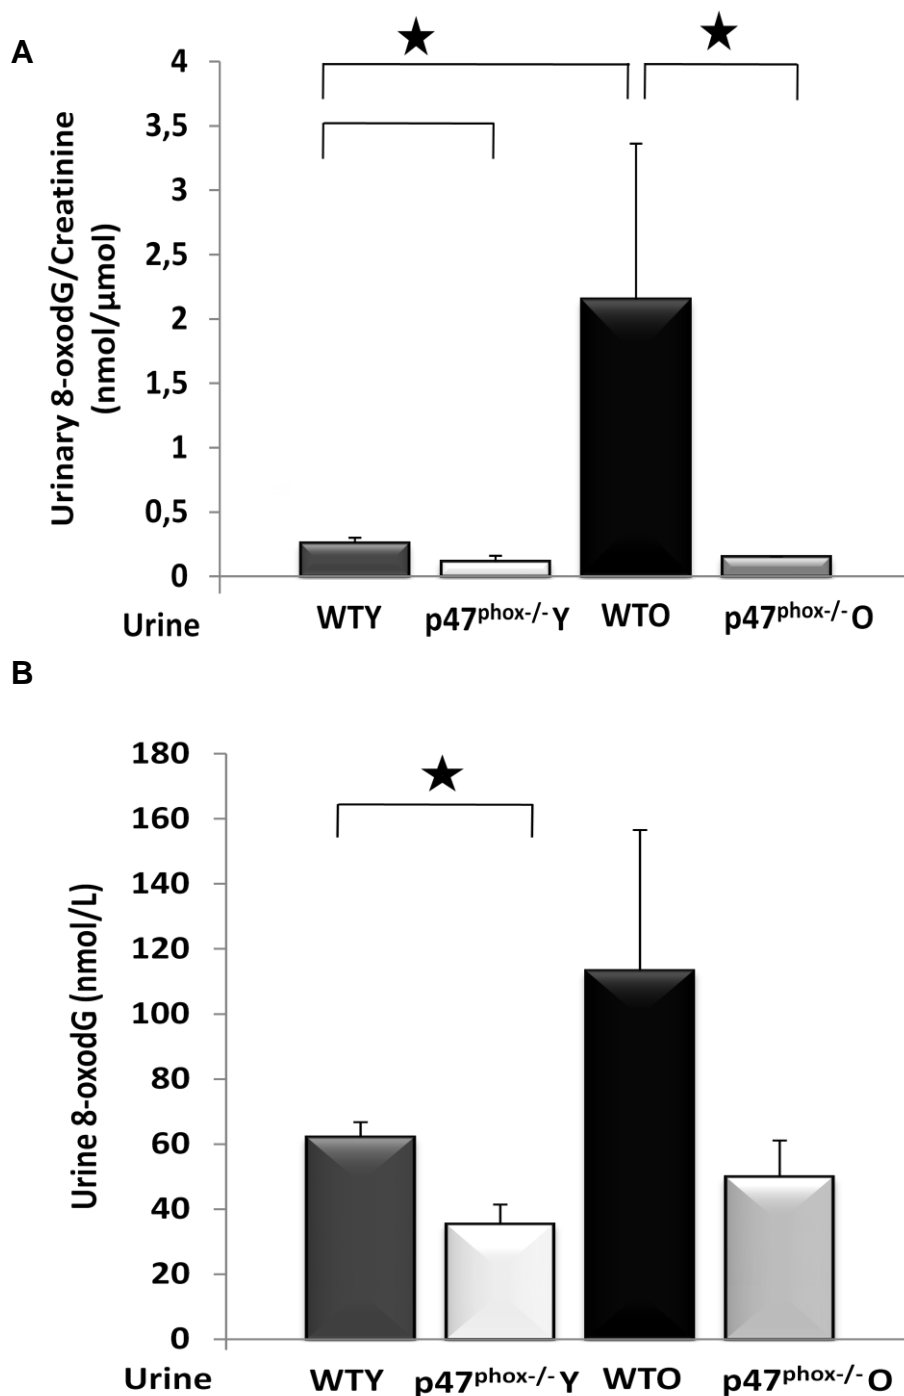 A
Urinary 8-oxodG/Creatinine
(nmol/μmol)
4
3,5
3
2,5
2
1,5
1
0,5
0
Urine WTY p47phox-/- Y WTO p47phox-/- O
B
Urine 8-oxodG (nmol/L)
180
160
140
120
100
80
60
40
20
0
Urine WTY p47phox-/- Y WTO p47phox-/- O